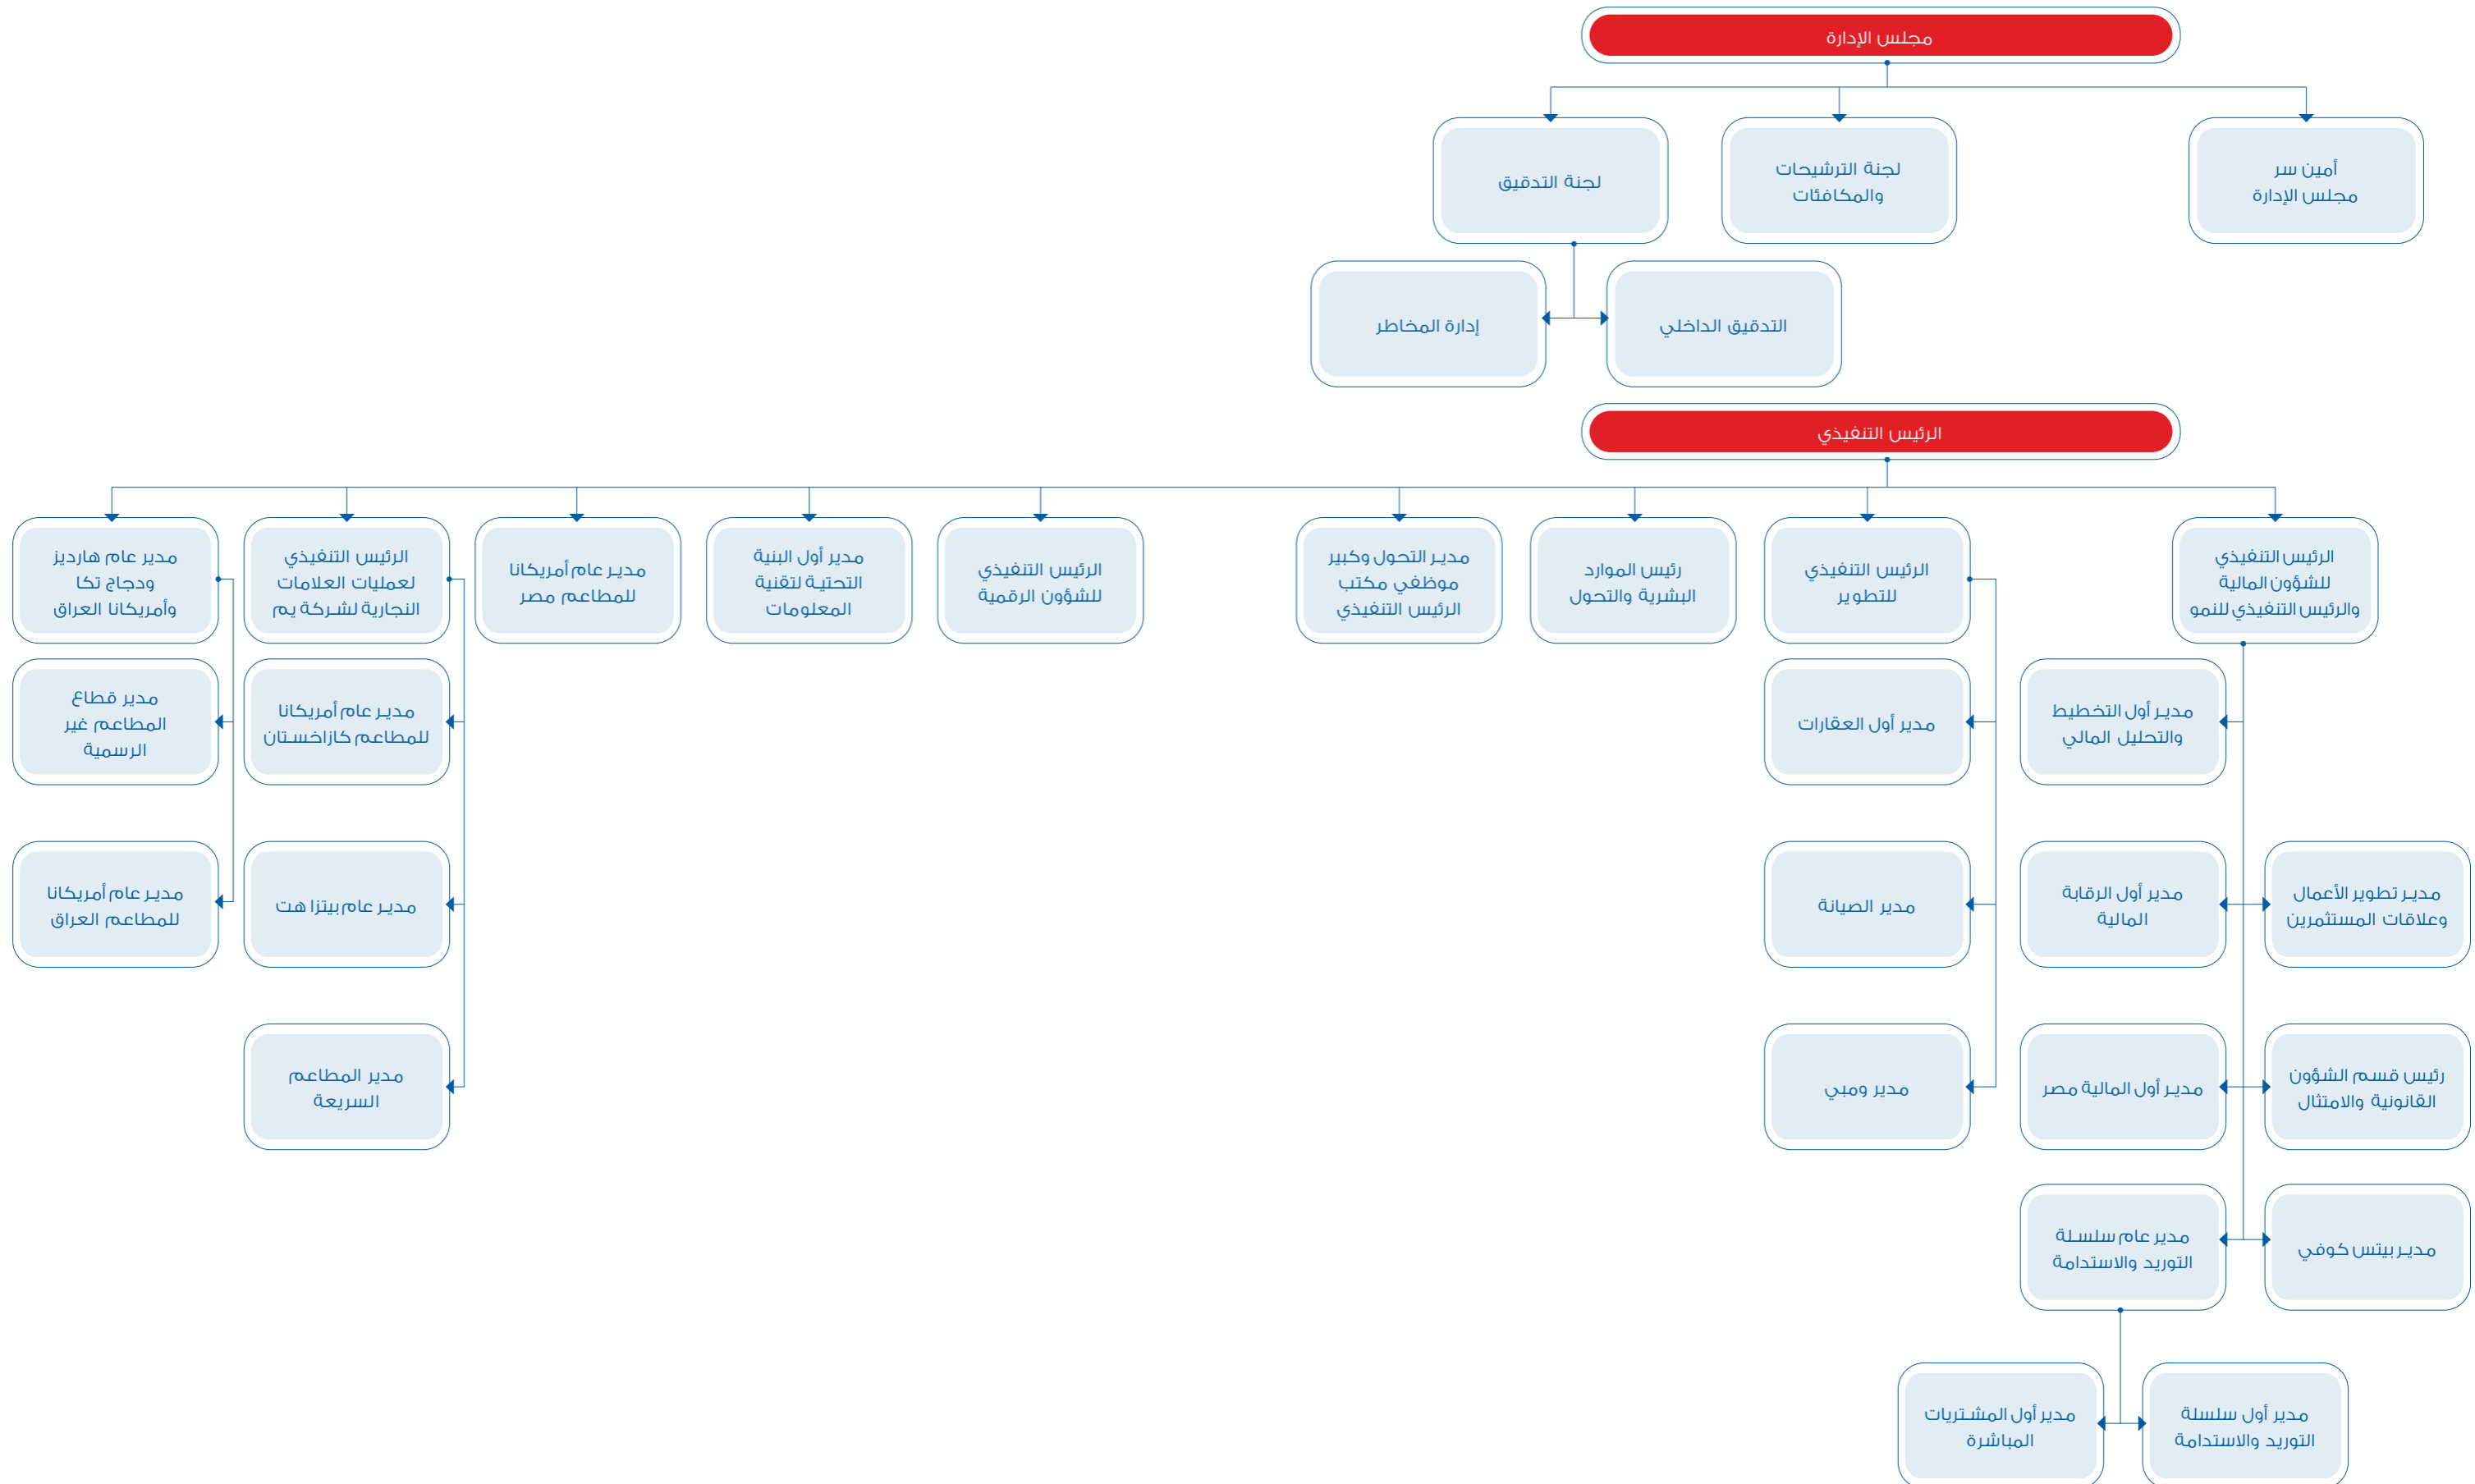 مجلس الإدارة
أمين سر
مجلس الإدارة
لجنة الترشيحات
والمكافئات
لجنة التدقيق
التدقيق الداخلي
إدارة المخاطر
الرئيس التنفيذي
الرئيس التنفيذي
للشؤون المالية
والرئيس التنفيذي للنمو
الرئيس التنفيذي
للتطوير
رئيس الموارد
البشرية والتحول
مدير التحول وكبير
موظفي مكتب
الرئيس التنفيذي
الرئيس التنفيذي
للشؤون الرقمية
مدير أول البنية
التحتية لتقنية
المعلومات
مدير عام أمريكانا
للمطاعم مصر
الرئيس التنفيذي
لعمليات العلامات
النجارية لشركة يم
مدير عام هارديز
ودجاج تكا
وأمريكانا العراق
مدير أول التخطيط
والتحليل المالي
مدير أول العقارات
مدير عام أمريكانا
للمطاعم كازاخستان
مدير قطاع
المطاعم غير
الرسمية
مدير تطوير الأعمال
وعلاقات المستثمرين
مدير أول الرقابة
المالية
مدير الصيانة
مدير عام بيتزا هت
مدير عام أمريكانا
للمطاعم العراق
رئيس قسم الشؤون
القانونية والامتثال
مدير أول المالية مصر
مدير ومبي
مدير المطاعم
السريعة
مدير بيتس كوفي
مدير عام سلسلة
التوريد والاستدامة
مدير أول سلسلة
التوريد والاستدامة
مدير أول المشتريات
المباشرة